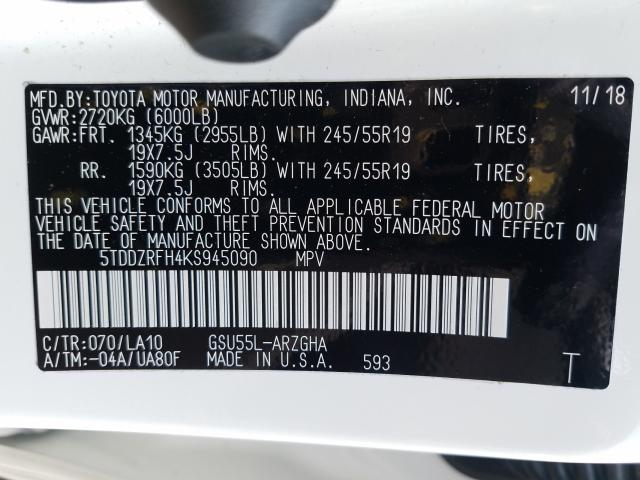 MFD.BY:TOYOTA MOTOR MANUFACTURING, INDIANA, INC. 11/18
GVWR:2720KG (6000LB)
GAWR:FRT. 1345KG (2955LB) WITH 245/55R19 TIRES,
19X7.5J RIMS.
RR. 1590KG (3505LB) WITH 245/55R19 TIRES,
19X7.5J RIMS.
THIS VEHICLE CONFORMS TO ALL APPLICABLE FEDERAL MOTOR
VEHICLE SAFETY AND THEFT PREVENTION STANDARDS IN EFFECT ON
THE DATE OF MANUFACTURE SHOWN ABOVE.
5TDDZRFH4KS945090 MPV
C/TR:070/LA10 GSU55L-ARZGHA
A/TM:-04A/UA80F MADE IN U.S.A. 593 T